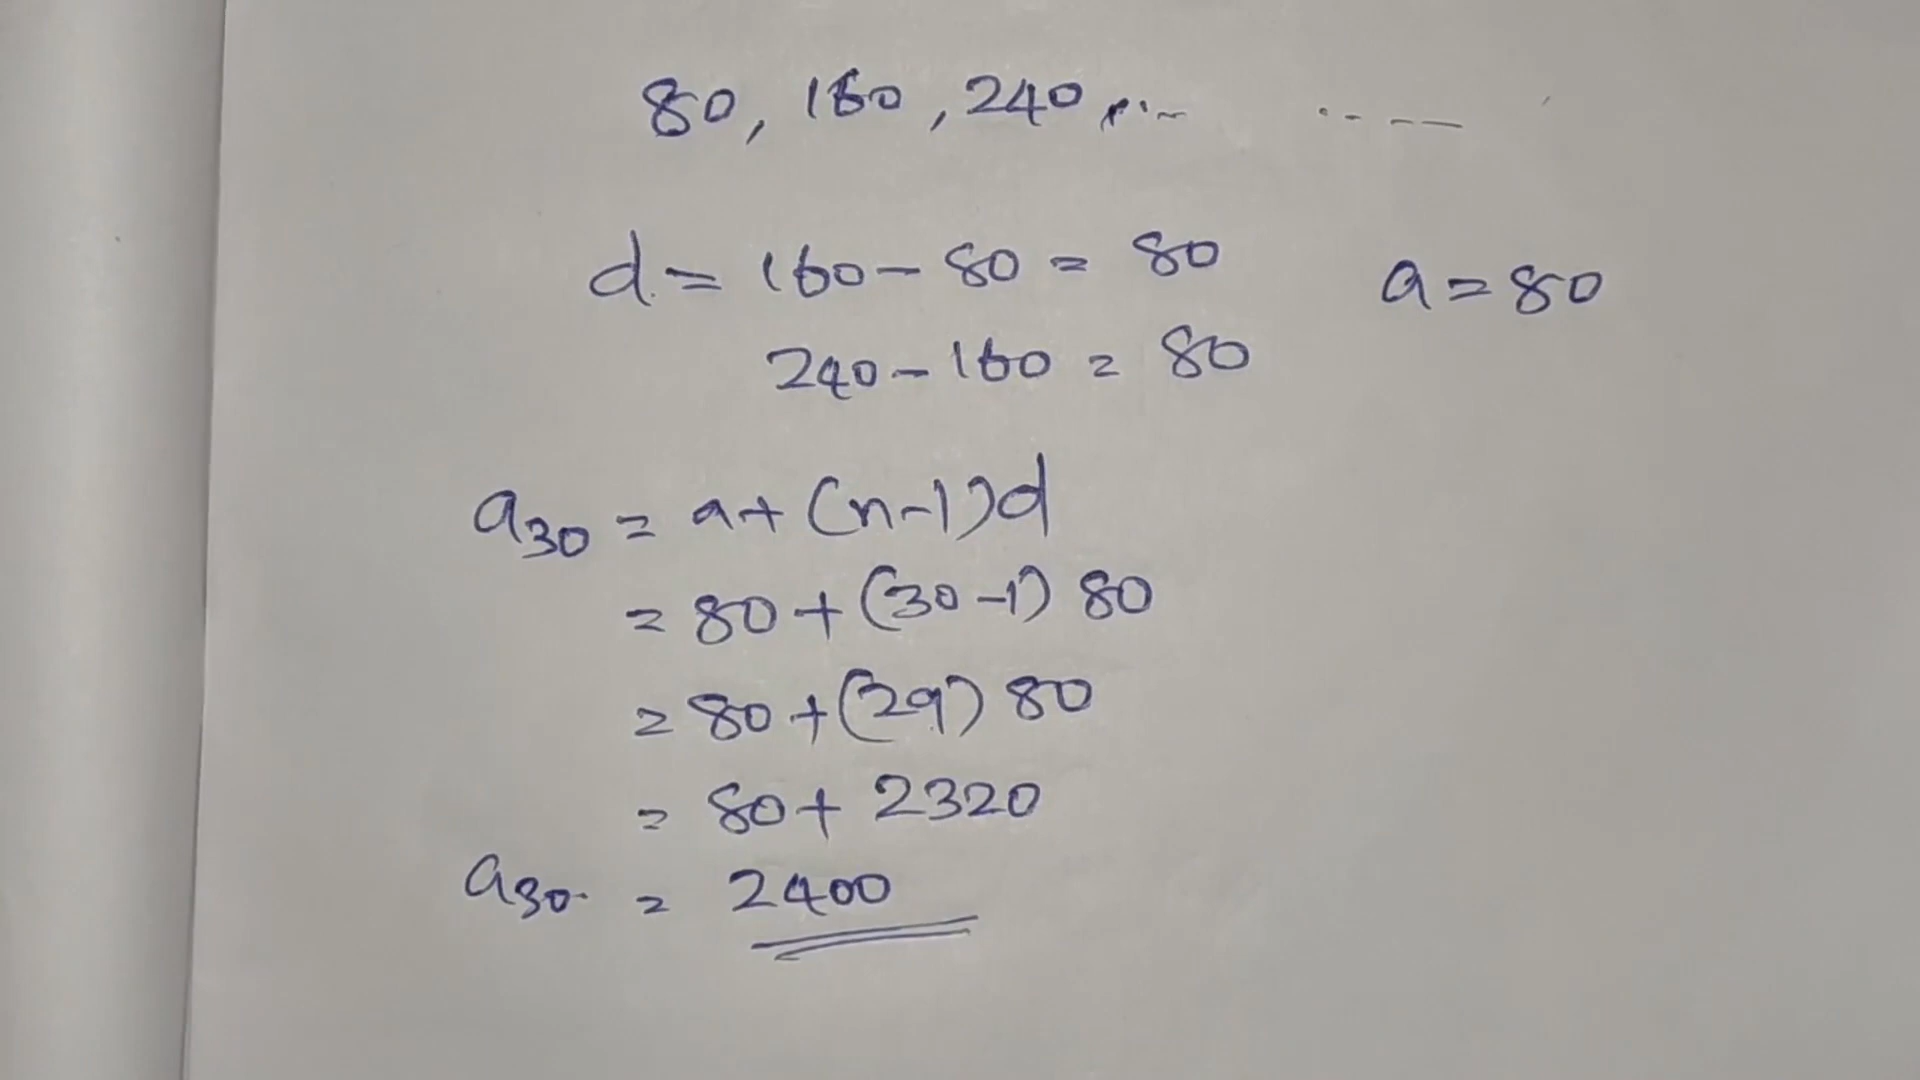 80, 160, 240, ... ......
d = 160 - 80 = 80 a = 80
240 - 160 = 80
a30 = a + (n-1)d
= 80 + (30-1) 80
= 80 + (29) 80
= 80 + 2320
a30 = 2400